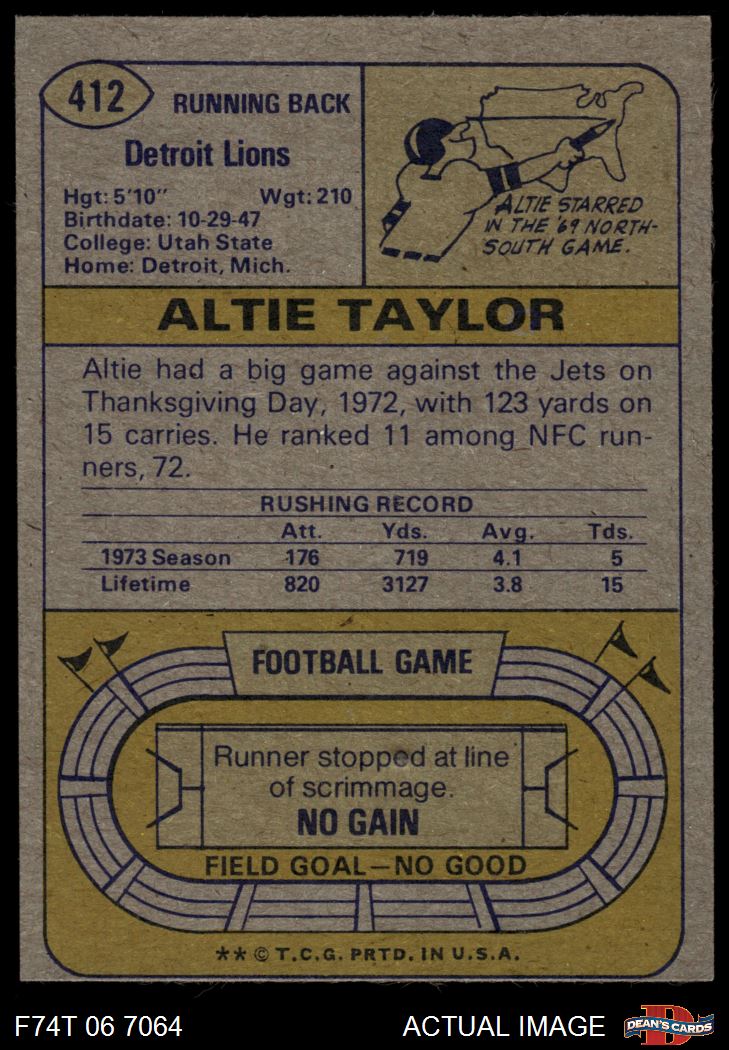 412
RUNNING BACK
Detroit Lions
Hgt: 5'10" Wgt: 210
Birthdate: 10-29-47
College: Utah State
Home: Detroit, Mich.
ALTIE STARRED
IN THE '69 NORTH-
SOUTH GAME.
ALTIE TAYLOR
Altie had a big game against the Jets on
Thanksgiving Day, 1972, with 123 yards on
15 carries. He ranked 11 among NFC run-
ners, 72.
RUSHING RECORD
Att. Yds. Avg. Tds.
1973 Season 176 719 4.1 5
Lifetime 820 3127 3.8 15
FOOTBALL GAME
Runner stopped at line
of scrimmage.
NO GAIN
FIELD GOAL—NO GOOD
** © T.C.G. PRTD. IN U.S.A.
F74T 06 7064 ACTUAL IMAGE D DEAN'S CARDS